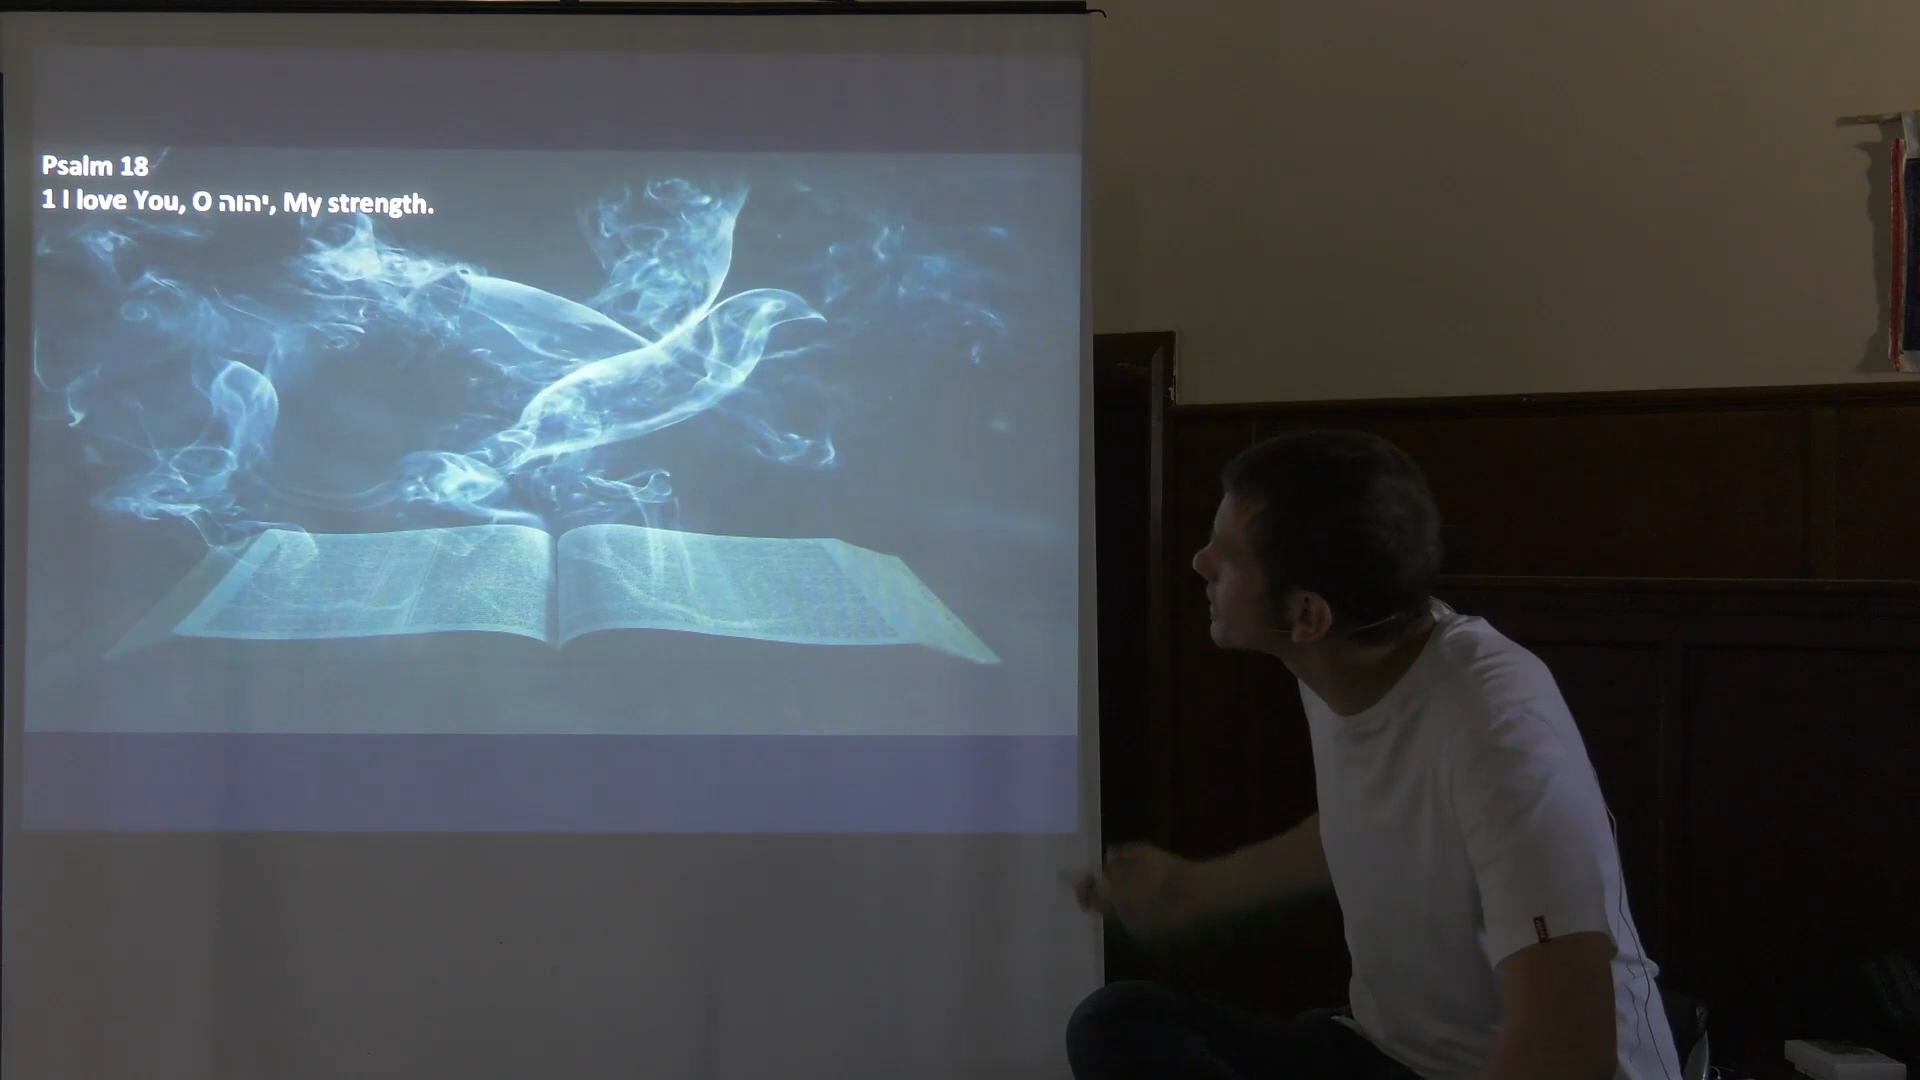 Psalm 18
1 I love You, O יהוה, My strength.